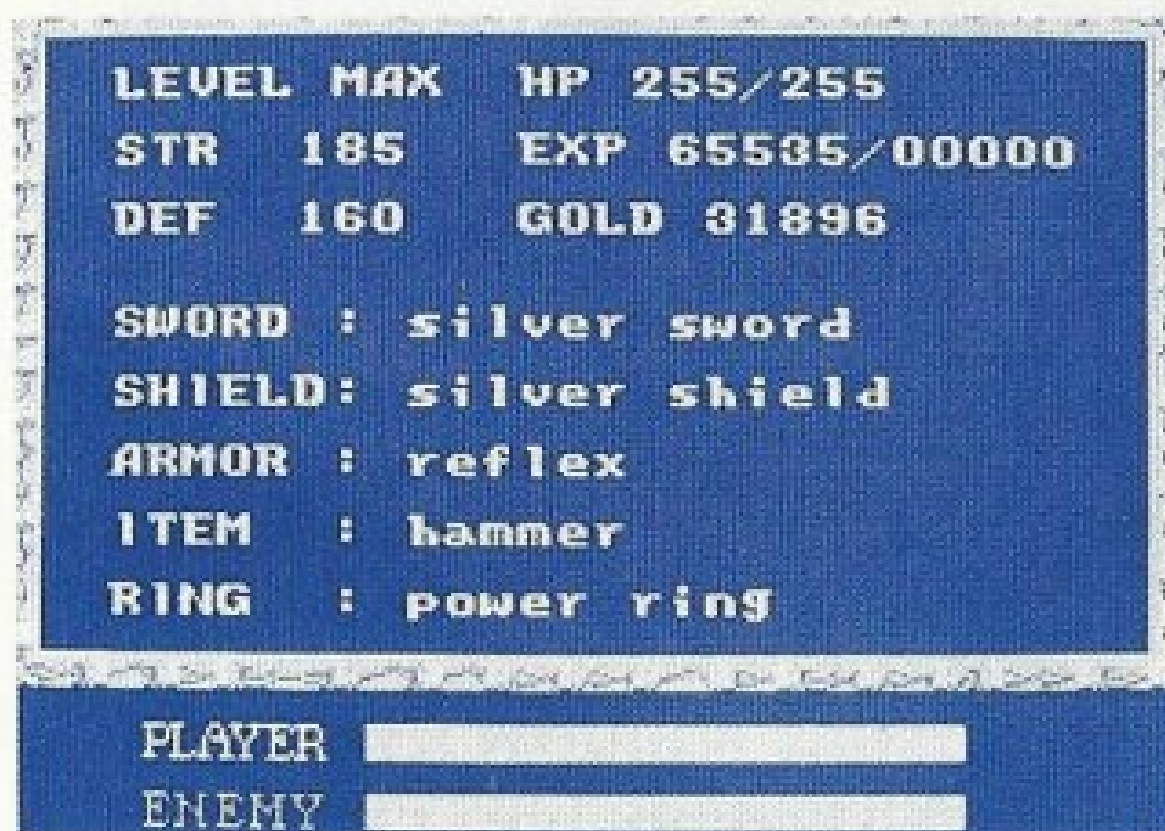 LEVEL MAX HP 255/255
STR 185 EXP 65535/00000
DEF 160 GOLD 31896
SWORD : silver sword
SHIELD: silver shield
ARMOR : reflex
ITEM : hammer
RING : power ring
PLAYER
ENEMY